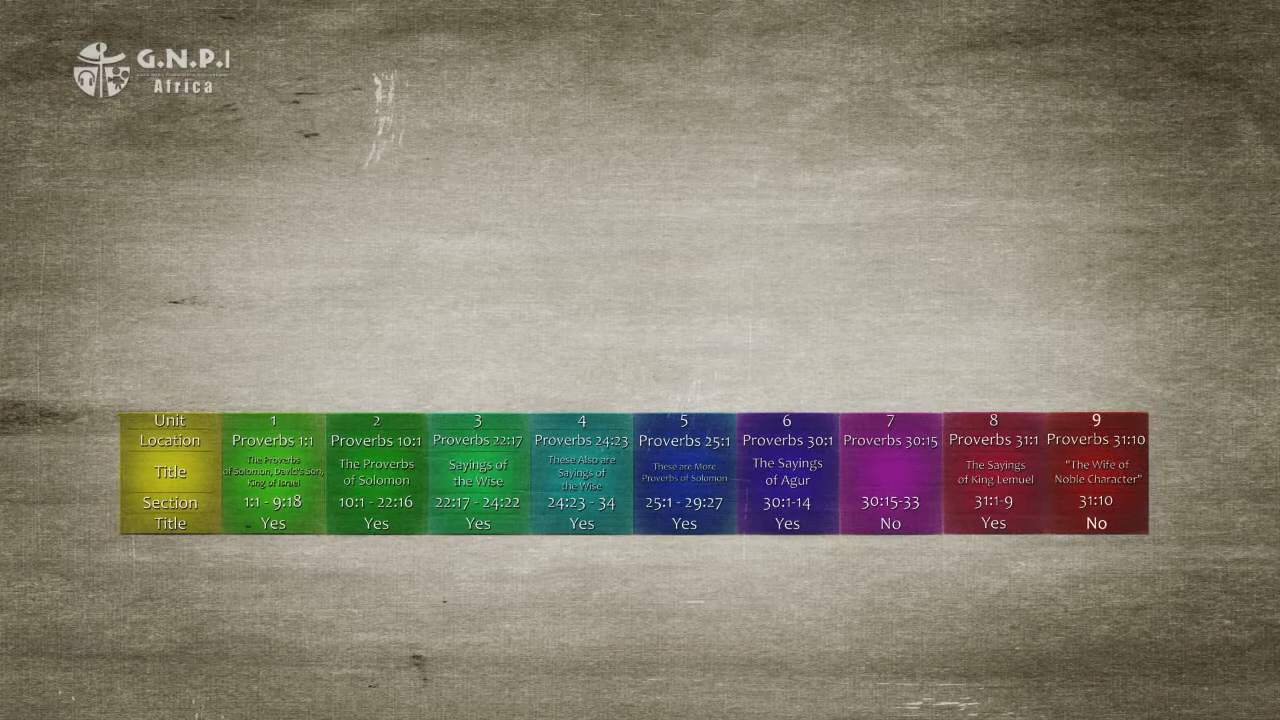 G.N.P.I
Africa
Unit 1 2 3 4 5 6 7 8 9
Location Proverbs 1:1 Proverbs 10:1 Proverbs 22:17 Proverbs 24:23 Proverbs 25:1 Proverbs 30:1 Proverbs 30:15 Proverbs 31:1 Proverbs 31:10
Title
The Proverbs
of Solomon, David's Son,
King of Israel
The Proverbs
of Solomon
Sayings of
the Wise
These Also are
Sayings of
the Wise
These are More
Proverbs of Solomon
The Sayings
of Agur
The Sayings
of King Lemuel
"The Wife of
Noble Character"
Section 1:1 - 9:18 10:1 - 22:16 22:17 - 24:22 24:23 - 34 25:1 - 29:27 30:1-14 30:15-33 31:1-9 31:10
Title Yes Yes Yes Yes Yes Yes No Yes No